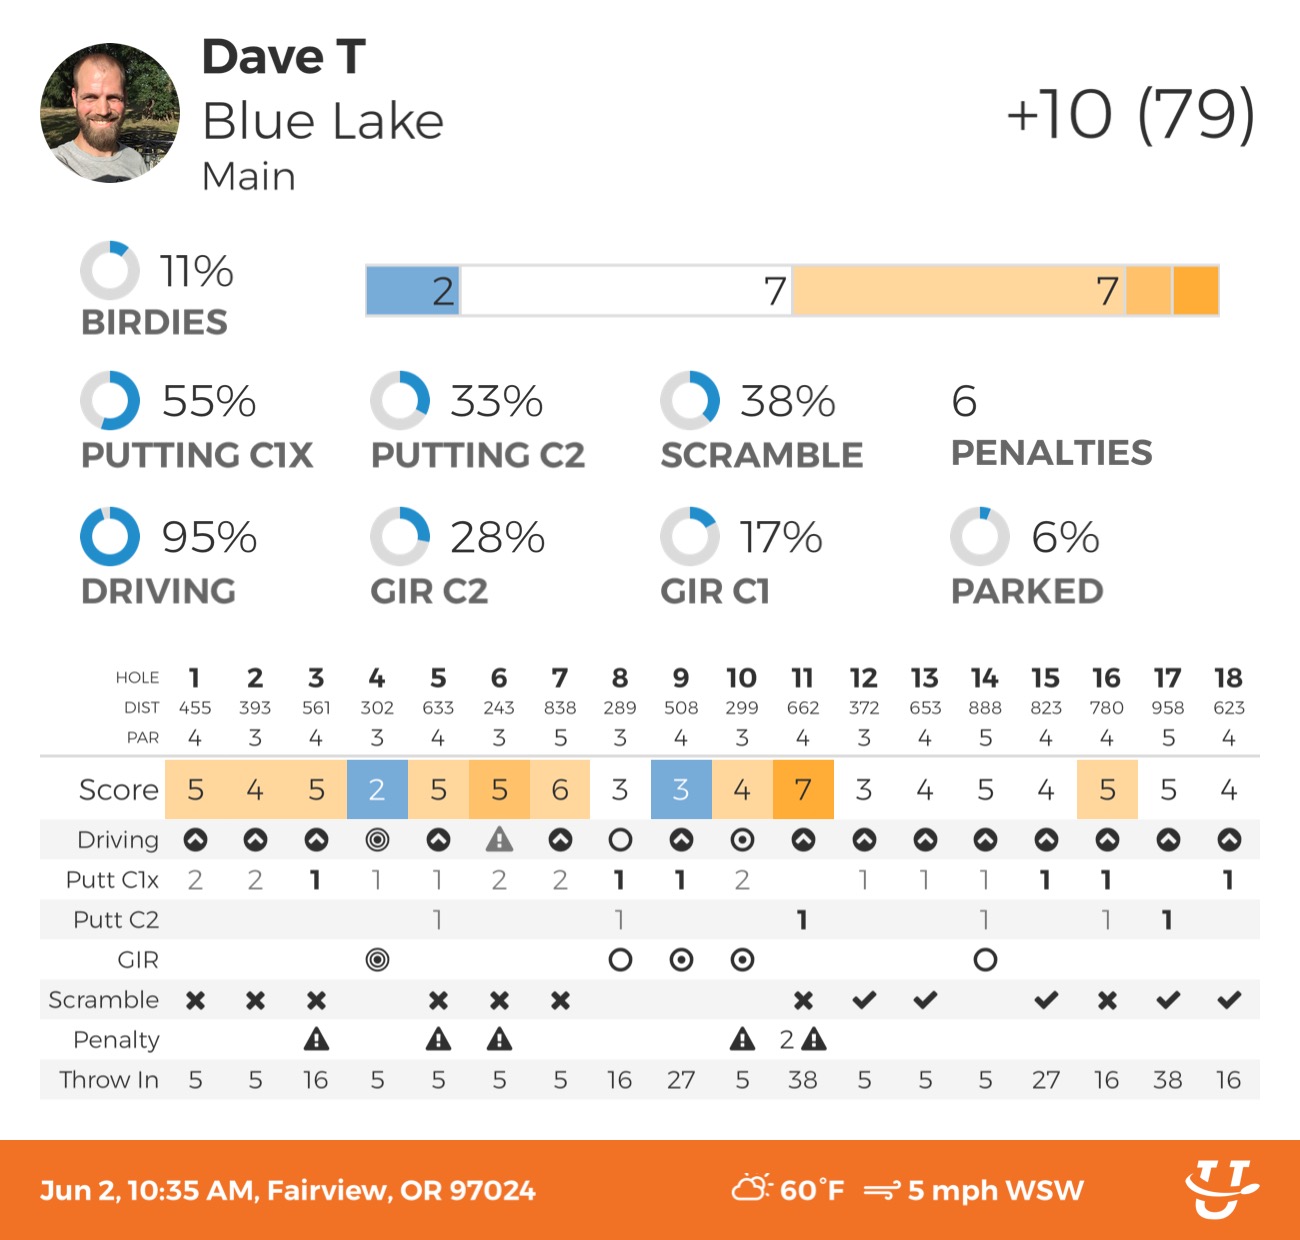 Dave T
Blue Lake
Main
+10 (79)
11%
BIRDIES
2 7 7
55% 33% 38% 6
PUTTING C1X PUTTING C2 SCRAMBLE PENALTIES
95% 28% 17% 6%
DRIVING GIR C2 GIR C1 PARKED
HOLE 1 2 3 4 5 6 7 8 9 10 11 12 13 14 15 16 17 18
DIST 455 393 561 302 633 243 838 289 508 299 662 372 653 888 823 780 958 623
PAR 4 3 4 3 4 3 5 3 4 3 4 3 4 5 4 4 5 4
Score 5 4 5 2 5 5 6 3 3 4 7 3 4 5 4 5 5 4
Driving
Putt C1x 2 2 1 1 1 2 2 1 1 2 1 1 1 1 1 1
Putt C2 1 1 1 1 1 1
GIR
Scramble
Penalty 2
Throw In 5 5 16 5 5 5 5 16 27 5 38 5 5 5 27 16 38 16
Jun 2, 10:35 AM, Fairview, OR 97024 60°F 5 mph WSW